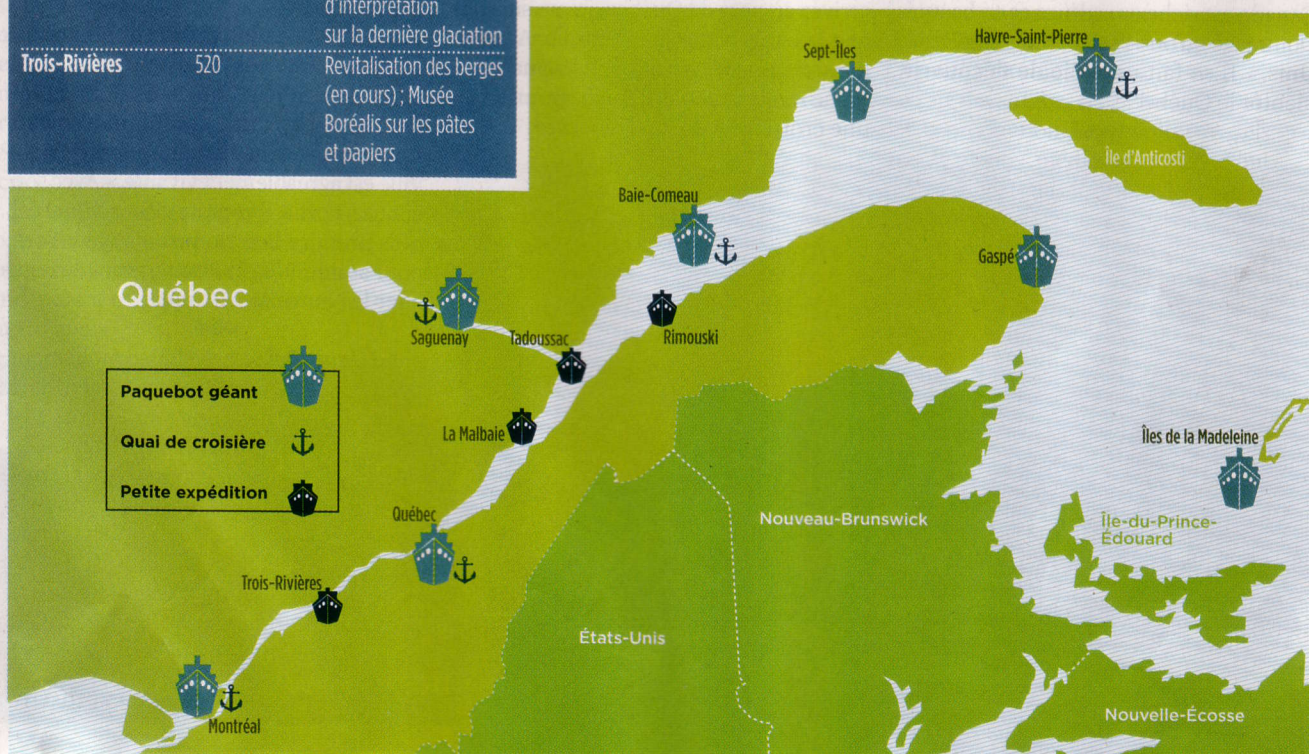 d'interprétation
sur la dernière glaciation
Trois-Rivières 520 Revitalisation des berges
(en cours) ; Musée
Boréalis sur les pâtes
et papiers
Havre-Saint-Pierre
Sept-Îles
Île d'Anticosti
Baie-Comeau
Gaspé
Québec
Saguenay
Tadoussac
Rimouski
Paquebot géant
Quai de croisière
Petite expédition
La Malbaie
Îles de la Madeleine
Québec
Nouveau-Brunswick
Île-du-Prince-
Édouard
Trois-Rivières
États-Unis
Montréal
Nouvelle-Écosse